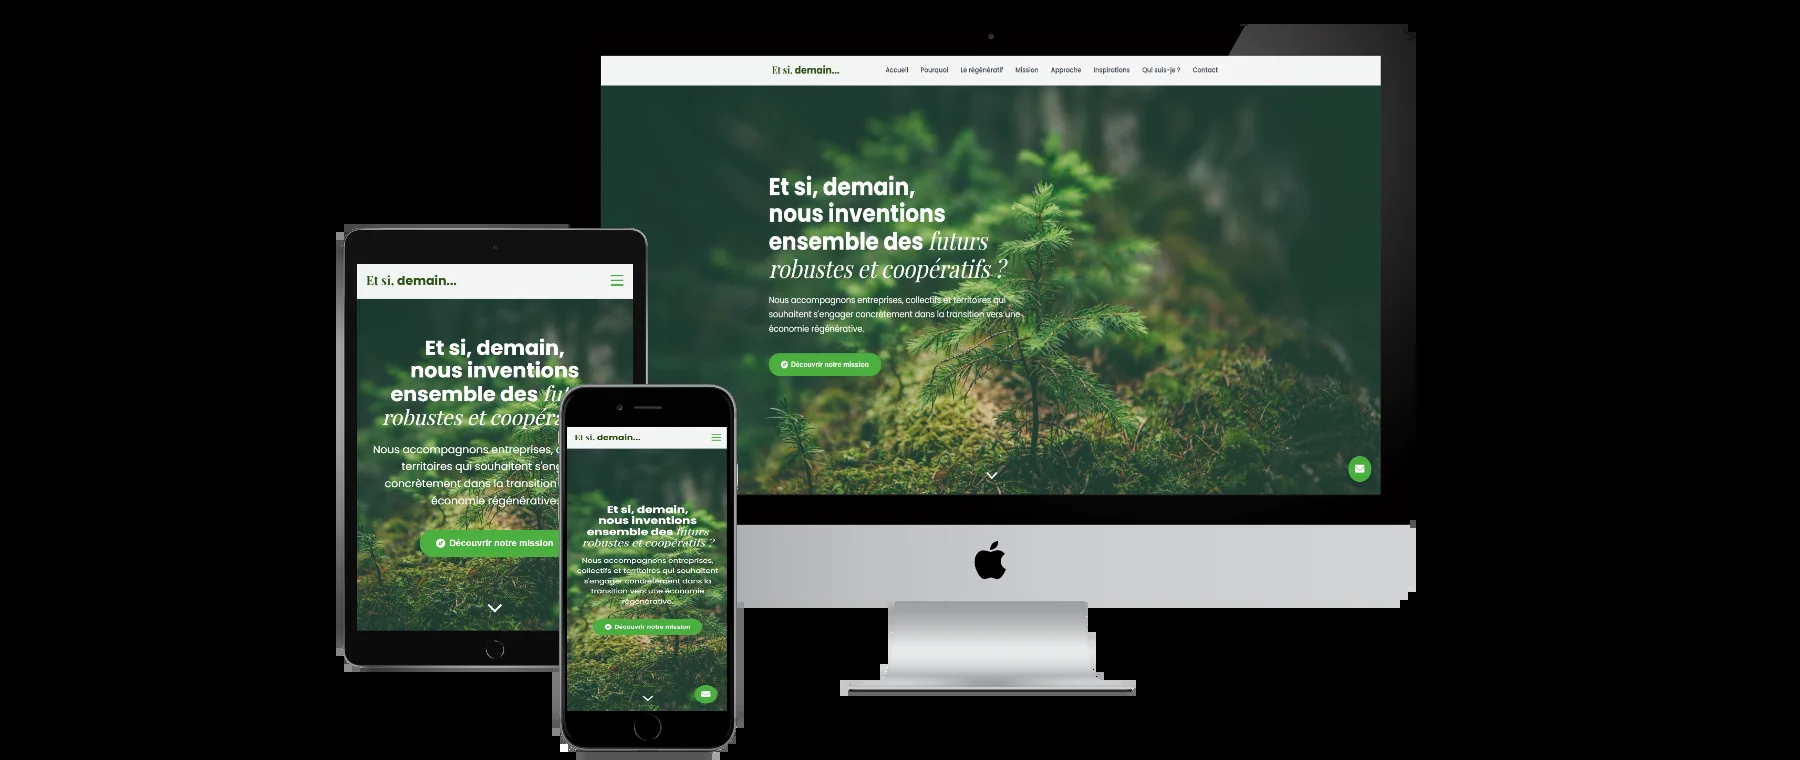 Et si, demain...
Accueil Pourquoi Le régénératif Mission Approche Inspirations Qui suis-je ? Contact
Et si, demain,
nous inventions
ensemble des futurs
robustes et coopératifs ?
Nous accompagnons entreprises, collectifs et territoires qui
souhaitent s'engager concrètement dans la transition vers une
économie régénérative.
Découvrir notre mission
Et si, demain...
Et si, demain,
nous inventions
ensemble des fut
robustes et coopéra
Nous accompagnons entreprises, c
territoires qui souhaitent s'eng
concrètement dans la transition
économie régénérative.
Découvrir notre mission
Et si, demain...
Et si, demain,
nous inventions
ensemble des futurs
robustes et coopératifs ?
Nous accompagnons entreprises,
collectifs et territoires qui souhaitent
s'engager concrètement dans la
transition vers une économie
régénérative.
Découvrir notre mission